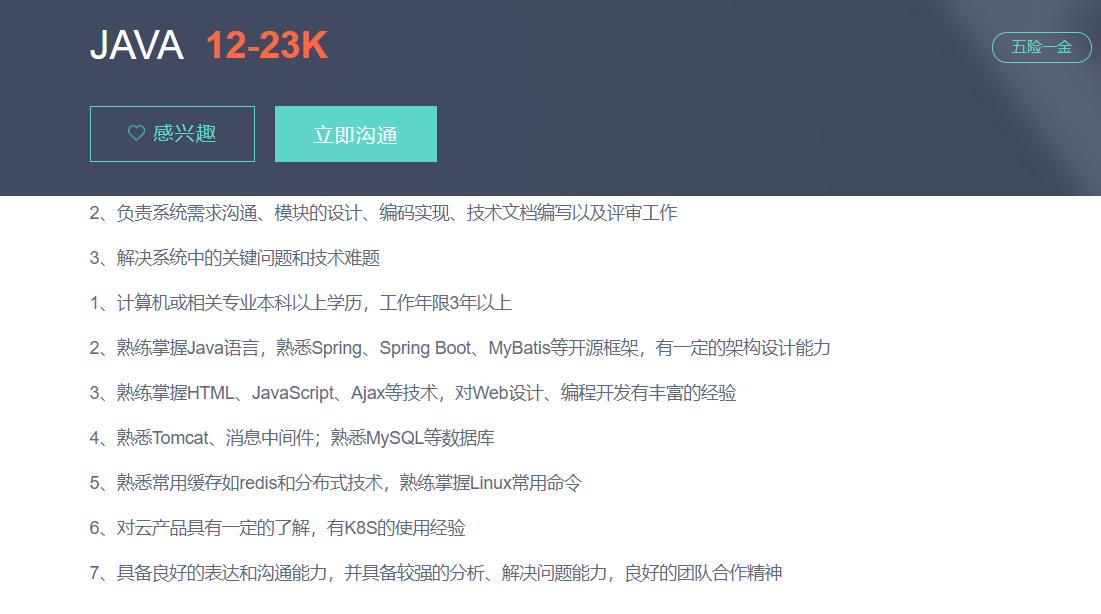 JAVA 12-23K
五险一金
感兴趣 立即沟通
2、负责系统需求沟通、模块的设计、编码实现、技术文档编写以及评审工作
3、解决系统中的关键问题和技术难题
1、计算机或相关专业本科以上学历，工作年限3年以上
2、熟练掌握Java语言，熟悉Spring、Spring Boot、MyBatis等开源框架，有一定的架构设计能力
3、熟练掌握HTML、JavaScript、Ajax等技术，对Web设计、编程开发有丰富的经验
4、熟悉Tomcat、消息中间件；熟悉MySQL等数据库
5、熟悉常用缓存如redis和分布式技术，熟练掌握Linux常用命令
6、对云产品具有一定的了解，有K8S的使用经验
7、具备良好的表达和沟通能力，并具备较强的分析、解决问题能力，良好的团队合作精神